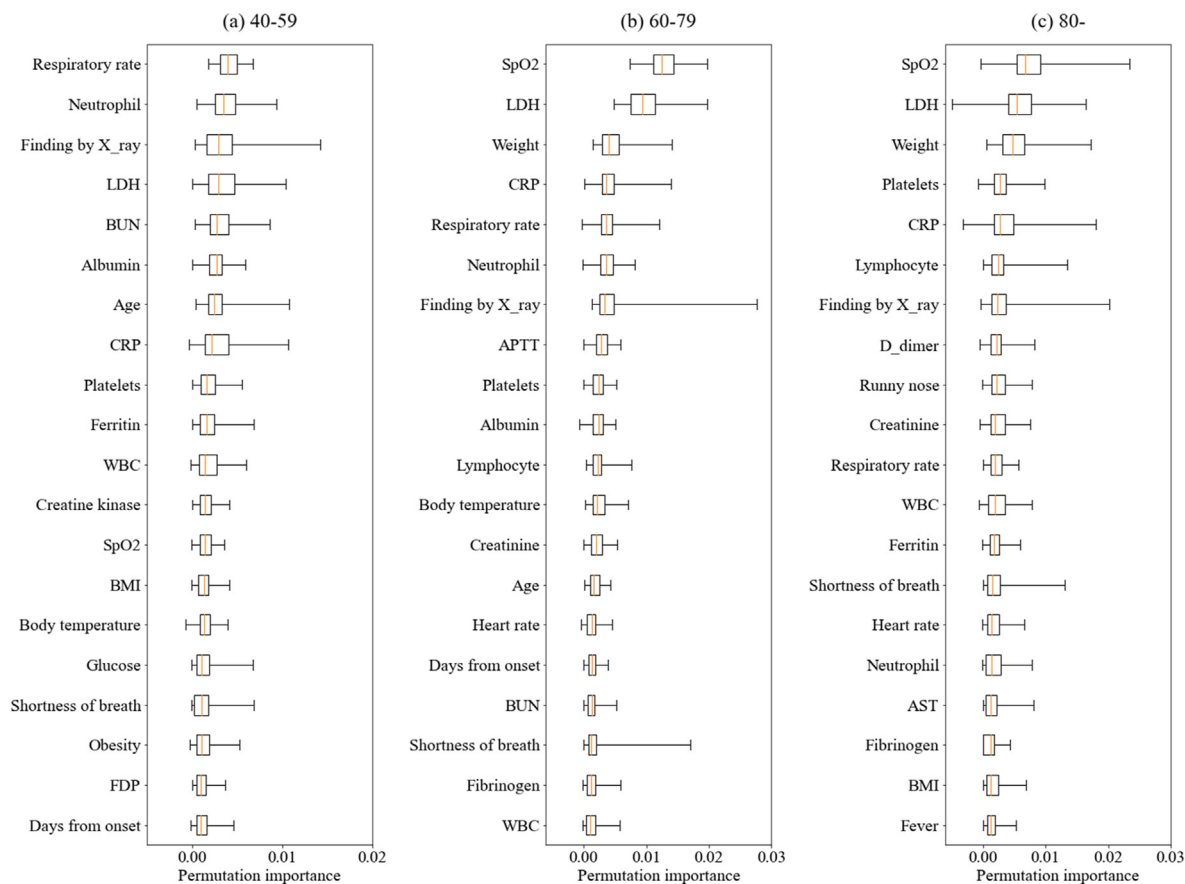 (a) 40-59
Respiratory rate
Neutrophil
Finding by X_ray
LDH
BUN
Albumin
Age
CRP
Platelets
Ferritin
WBC
Creatine kinase
SpO2
BMI
Body temperature
Glucose
Shortness of breath
Obesity
FDP
Days from onset
0.00 0.01 0.02
Permutation importance
(b) 60-79
SpO2
LDH
Weight
CRP
Respiratory rate
Neutrophil
Finding by X_ray
APTT
Platelets
Albumin
Lymphocyte
Body temperature
Creatinine
Age
Heart rate
Days from onset
BUN
Shortness of breath
Fibrinogen
WBC
0.00 0.01 0.02 0.03
Permutation importance
(c) 80-
SpO2
LDH
Weight
Platelets
CRP
Lymphocyte
Finding by X_ray
D_dimer
Runny nose
Creatinine
Respiratory rate
WBC
Ferritin
Shortness of breath
Heart rate
Neutrophil
AST
Fibrinogen
BMI
Fever
0.00 0.01 0.02 0.03
Permutation importance